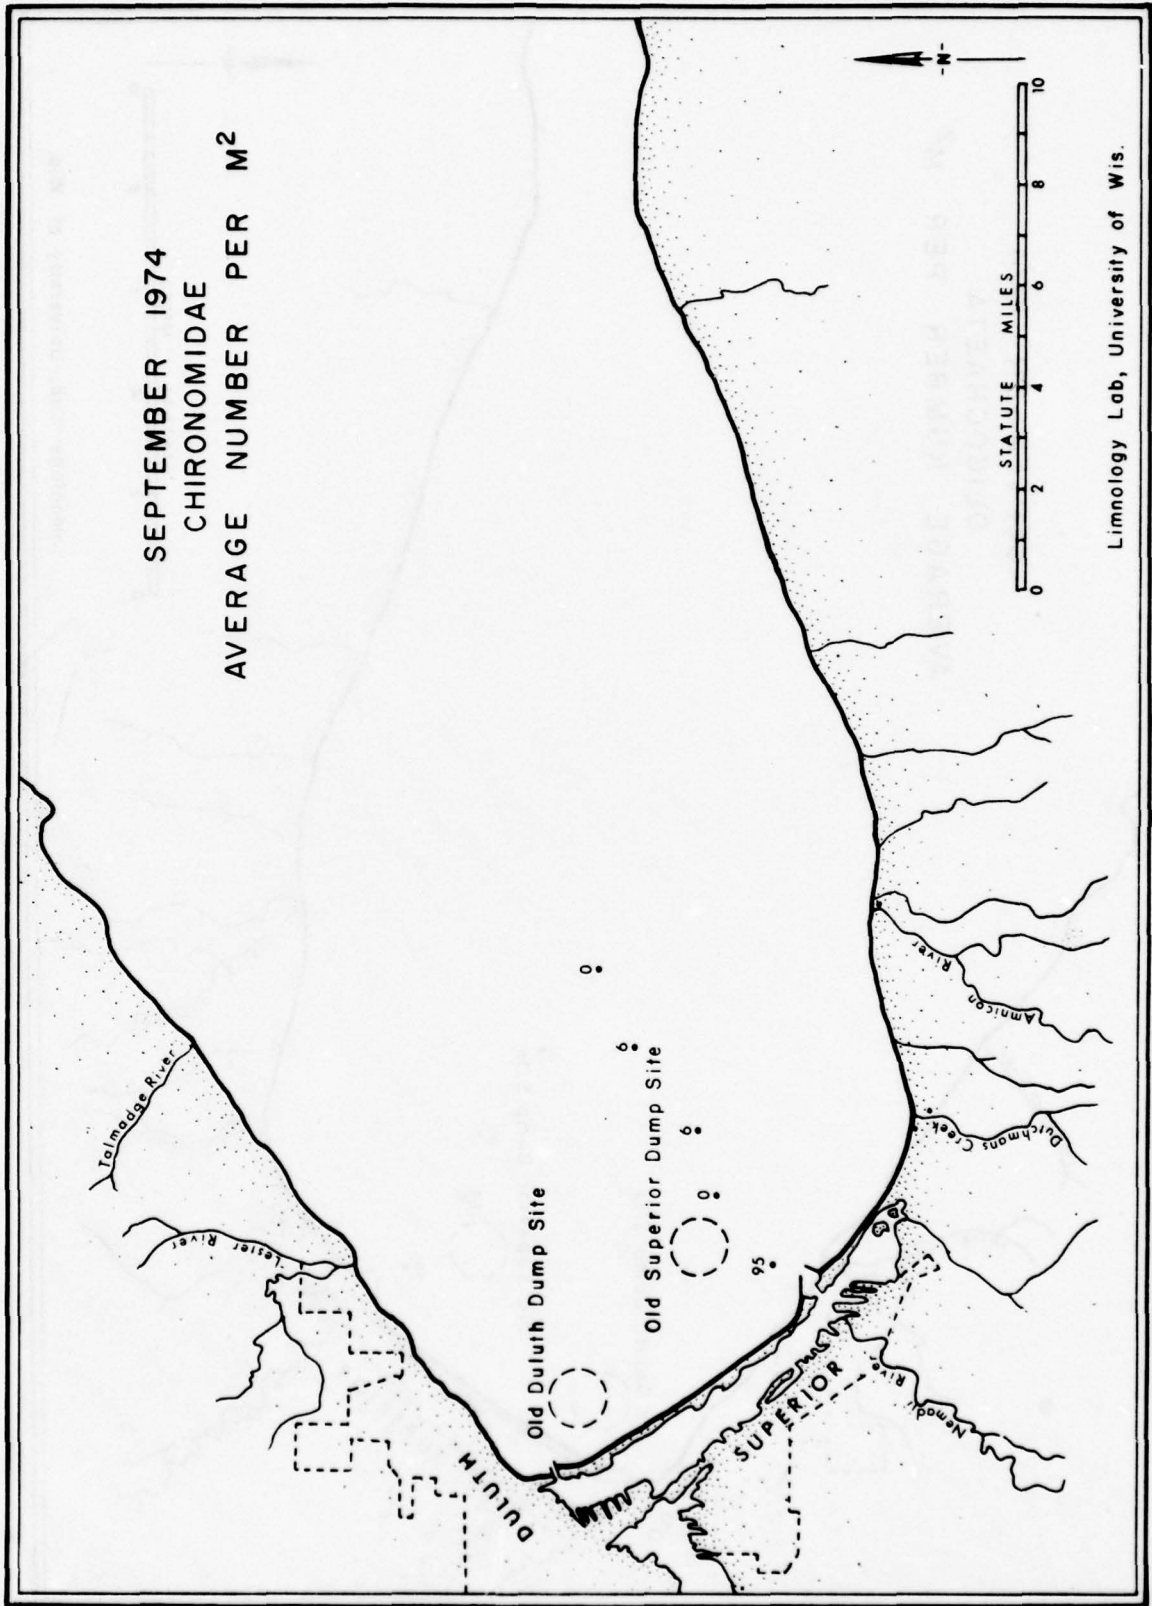 SEPTEMBER 1974
CHIRONOMIDAE
AVERAGE NUMBER PER M²
Talmadge River
Lester River
DULUTH
Old Duluth Dump Site
Old Superior Dump Site
0
6
6
0
95
SUPERIOR
Nemadji River
Dutchmans Creek
Amnicon River
-N-
STATUTE MILES
0 2 4 6 8 10
Limnology Lab, University of Wis.